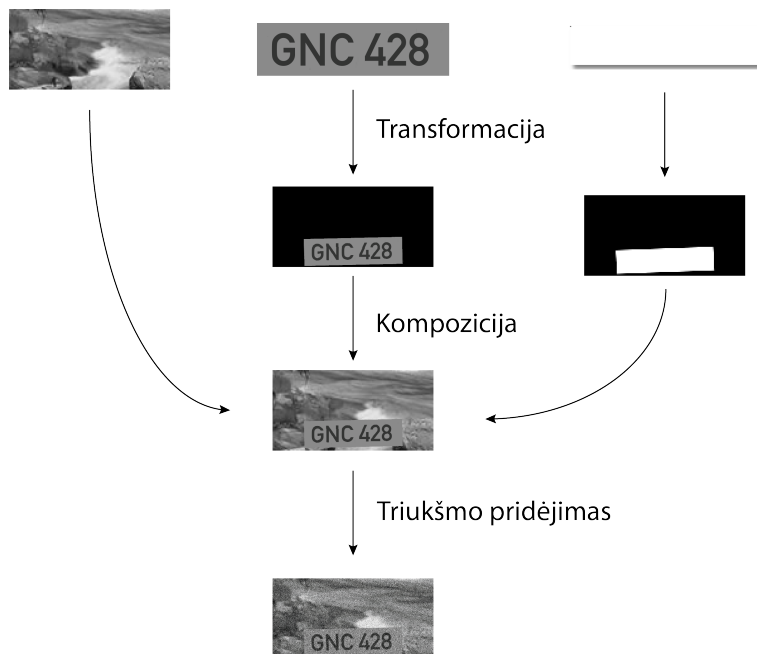 GNC 428
Transformacija
GNC 428
Kompozicija
GNC 428
Triukšmo pridėjimas
GNC 428